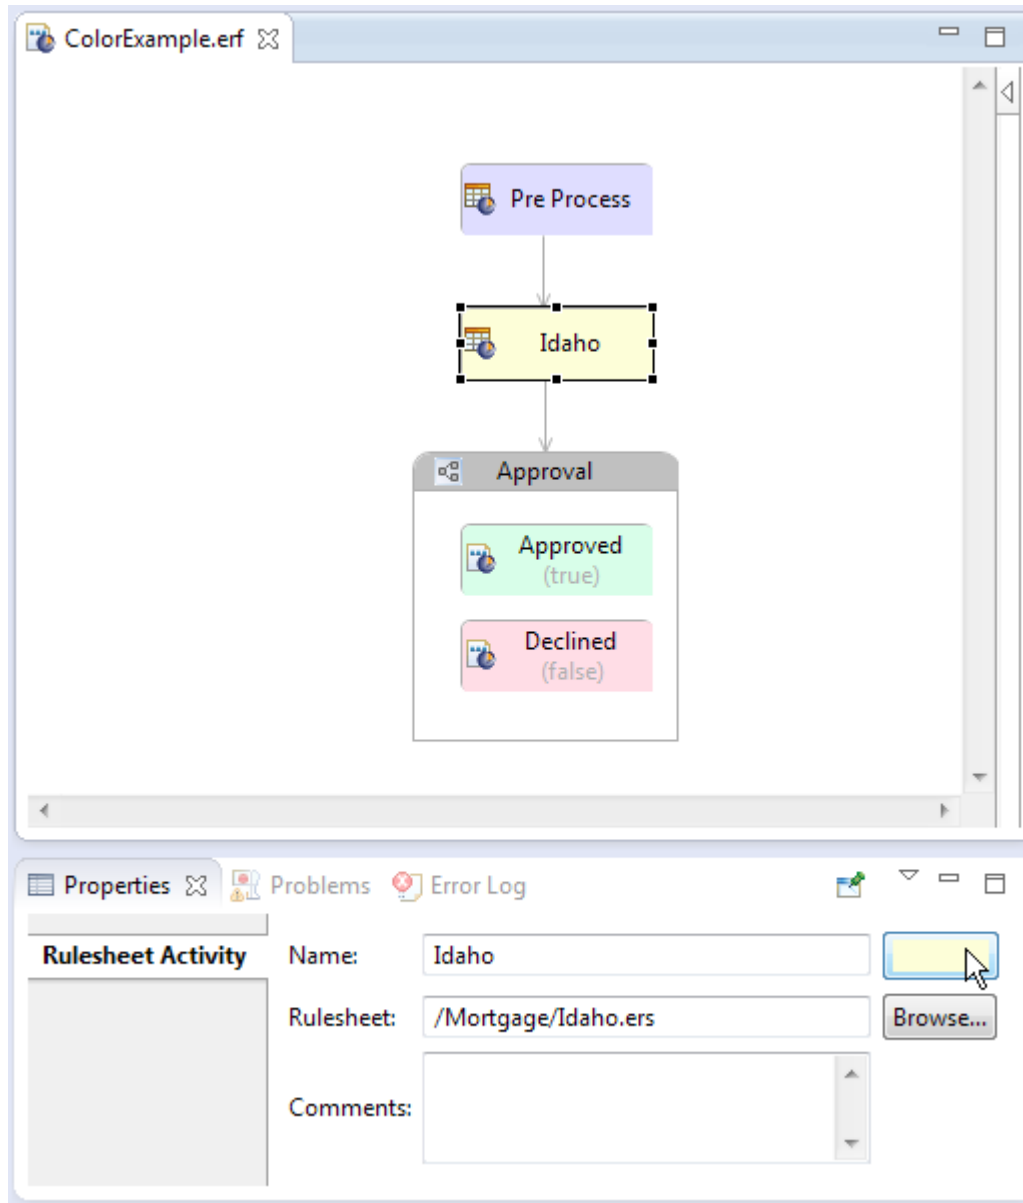 ColorExample.erf
Pre Process
Idaho
Approval
Approved
(true)
Declined
(false)
Properties Problems Error Log
Rulesheet Activity Name: Idaho
Rulesheet: /Mortgage/Idaho.ers Browse...
Comments: